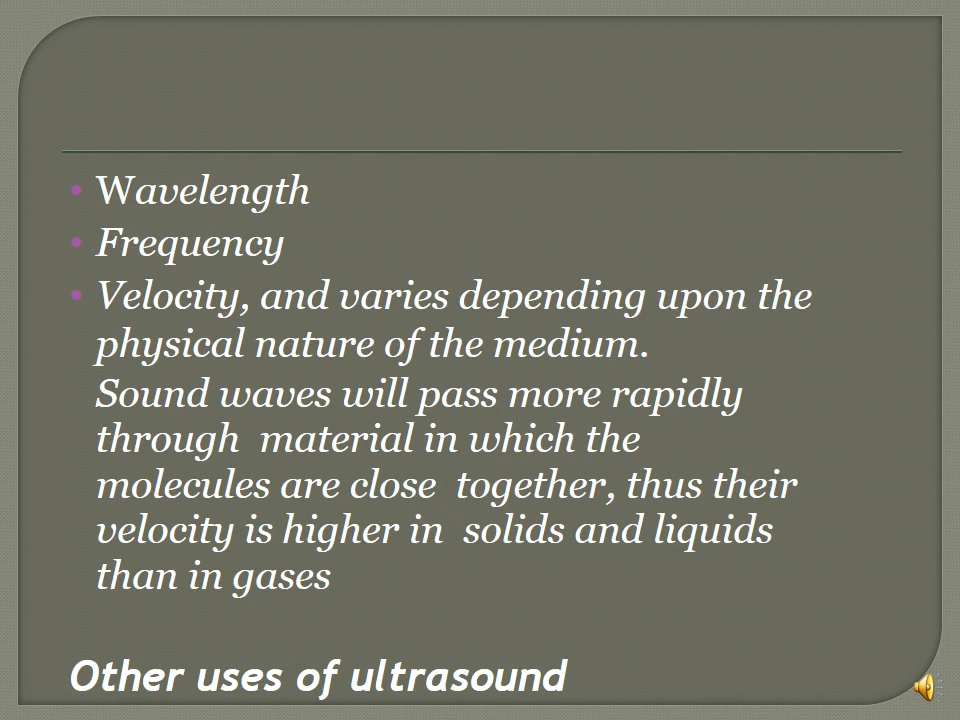 • Wavelength
• Frequency
• Velocity, and varies depending upon the
physical nature of the medium.
Sound waves will pass more rapidly
through  material in which the
molecules are close  together, thus their
velocity is higher in  solids and liquids
than in gases
Other uses of ultrasound